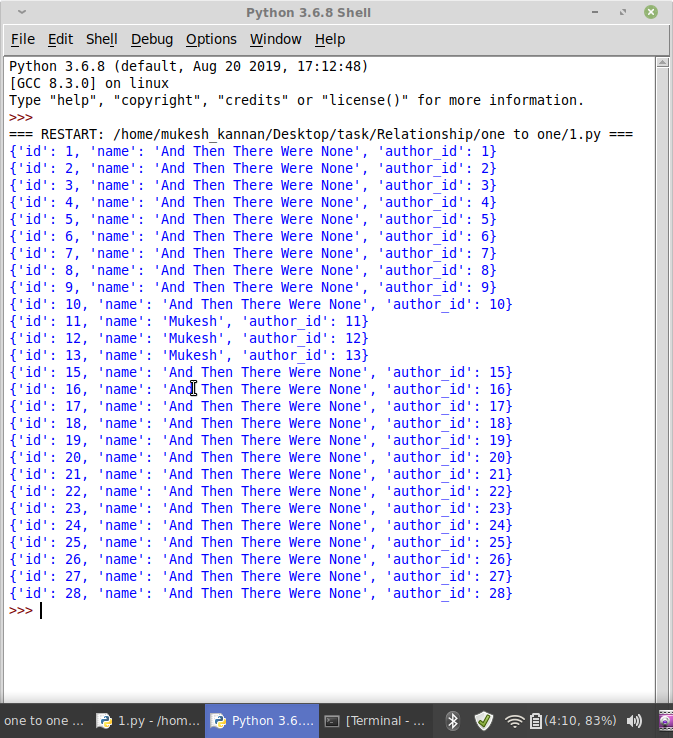 Python 3.6.8 Shell
File Edit Shell Debug Options Window Help
Python 3.6.8 (default, Aug 20 2019, 17:12:48)
[GCC 8.3.0] on linux
Type "help", "copyright", "credits" or "license()" for more information.
>>>
=== RESTART: /home/mukesh_kannan/Desktop/task/Relationship/one to one/1.py ===
{'id': 1, 'name': 'And Then There Were None', 'author_id': 1}
{'id': 2, 'name': 'And Then There Were None', 'author_id': 2}
{'id': 3, 'name': 'And Then There Were None', 'author_id': 3}
{'id': 4, 'name': 'And Then There Were None', 'author_id': 4}
{'id': 5, 'name': 'And Then There Were None', 'author_id': 5}
{'id': 6, 'name': 'And Then There Were None', 'author_id': 6}
{'id': 7, 'name': 'And Then There Were None', 'author_id': 7}
{'id': 8, 'name': 'And Then There Were None', 'author_id': 8}
{'id': 9, 'name': 'And Then There Were None', 'author_id': 9}
{'id': 10, 'name': 'And Then There Were None', 'author_id': 10}
{'id': 11, 'name': 'Mukesh', 'author_id': 11}
{'id': 12, 'name': 'Mukesh', 'author_id': 12}
{'id': 13, 'name': 'Mukesh', 'author_id': 13}
{'id': 15, 'name': 'And Then There Were None', 'author_id': 15}
{'id': 16, 'name': 'And Then There Were None', 'author_id': 16}
{'id': 17, 'name': 'And Then There Were None', 'author_id': 17}
{'id': 18, 'name': 'And Then There Were None', 'author_id': 18}
{'id': 19, 'name': 'And Then There Were None', 'author_id': 19}
{'id': 20, 'name': 'And Then There Were None', 'author_id': 20}
{'id': 21, 'name': 'And Then There Were None', 'author_id': 21}
{'id': 22, 'name': 'And Then There Were None', 'author_id': 22}
{'id': 23, 'name': 'And Then There Were None', 'author_id': 23}
{'id': 24, 'name': 'And Then There Were None', 'author_id': 24}
{'id': 25, 'name': 'And Then There Were None', 'author_id': 25}
{'id': 26, 'name': 'And Then There Were None', 'author_id': 26}
{'id': 27, 'name': 'And Then There Were None', 'author_id': 27}
{'id': 28, 'name': 'And Then There Were None', 'author_id': 28}
>>>
one to one ... 1.py - /hom... Python 3.6.... [Terminal - ... (4:10, 83%)